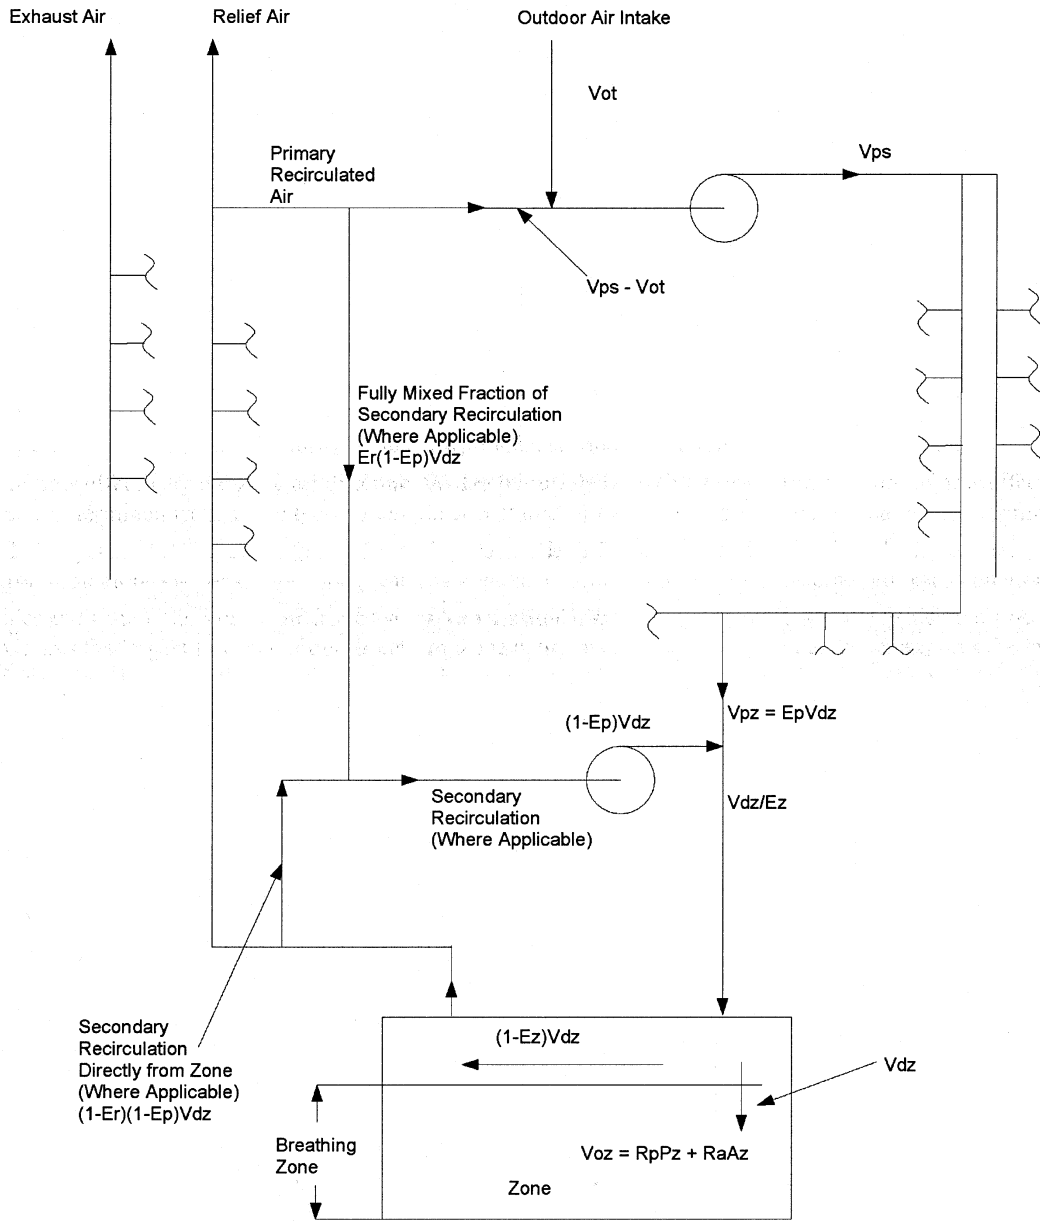 Exhaust Air
Relief Air
Outdoor Air Intake
Vot
Primary
Recirculated
Air
Vps
Vps - Vot
Fully Mixed Fraction of
Secondary Recirculation
(Where Applicable)
Er(1-Ep)Vdz
Vpz = EpVdz
(1-Ep)Vdz
Secondary
Recirculation
(Where Applicable)
Vdz/Ez
Secondary
Recirculation
Directly from Zone
(Where Applicable)
(1-Er)(1-Ep)Vdz
(1-Ez)Vdz
Vdz
Breathing
Zone
Voz = RpPz + RaAz
Zone